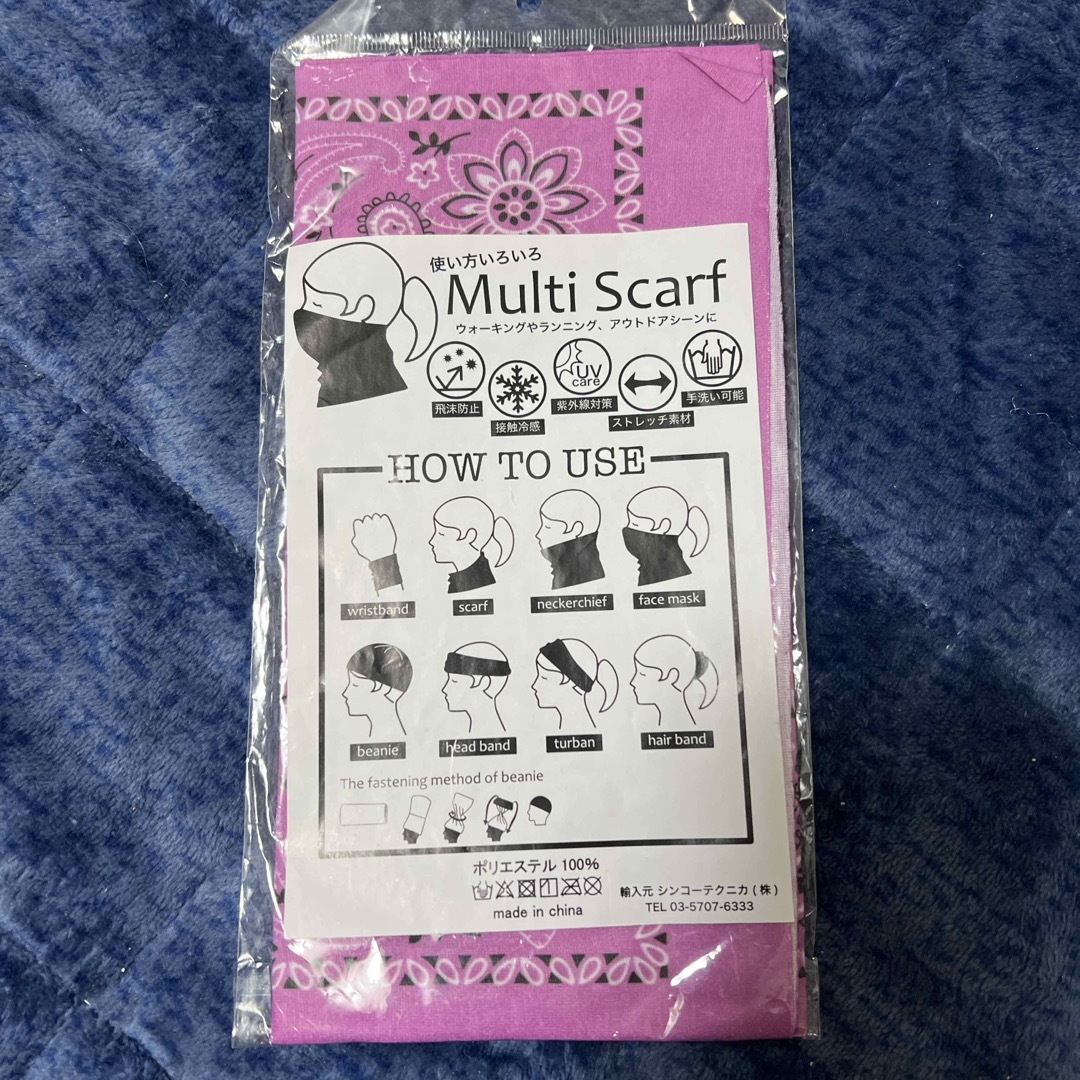 使い方いろいろ
Multi Scarf
ウォーキングやランニング、アウトドアシーンに
UV
care
飛沫防止
接触冷感
紫外線対策
ストレッチ素材
手洗い可能
HOW TO USE
wristband
scarf
neckerchief
face mask
beanie
head band
turban
hair band
The fastening method of beanie
ポリエステル 100%
made in china
輸入元 シンコーテクニカ (株)
TEL 03-5707-6333